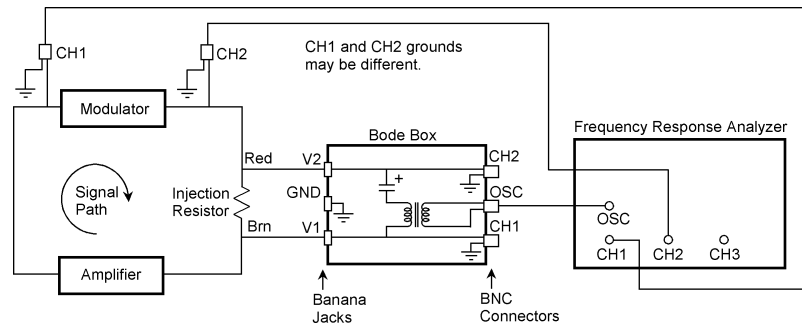 CH1
CH2
CH1 and CH2 grounds
may be different.
Modulator
Bode Box
Frequency Response Analyzer
Red
V2
CH2
+
Signal
Path
Injection
Resistor
GND
OSC
OSC
Brn
V1
CH1
CH1
CH2
CH3
Amplifier
Banana
Jacks
BNC
Connectors